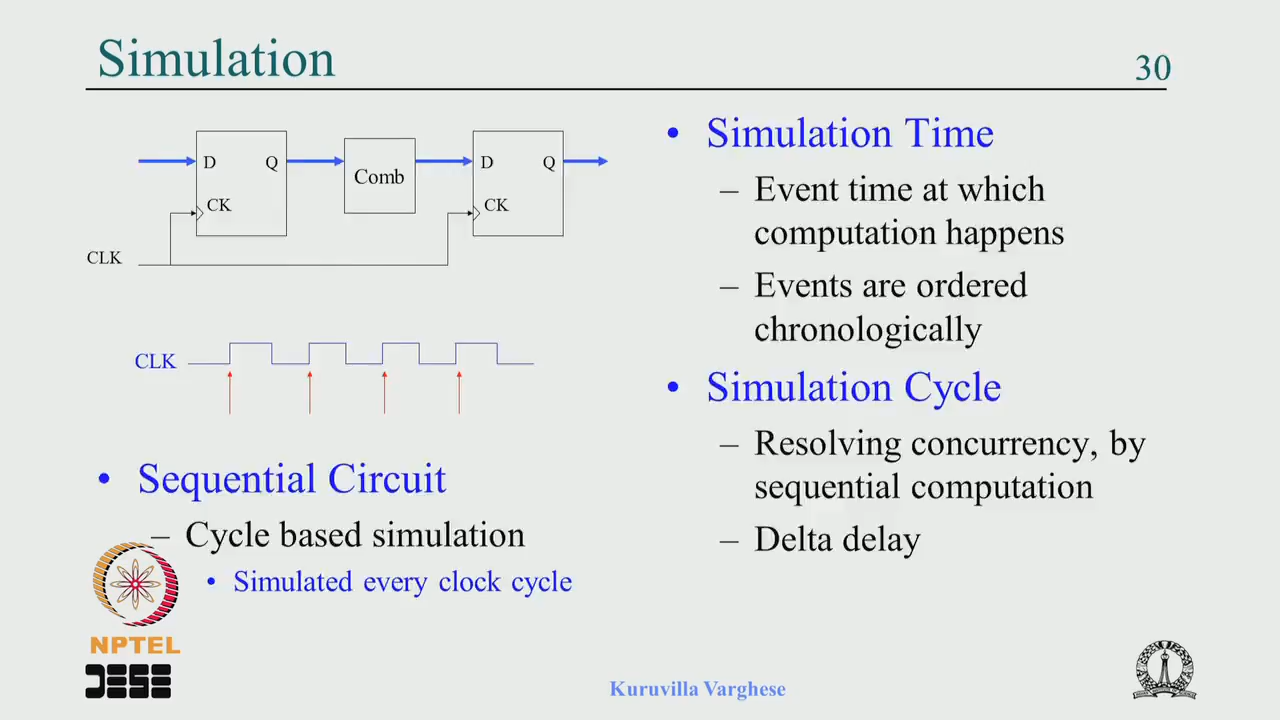 Simulation
30
D Q
CK
Comb
D Q
CK
CLK
CLK
• Sequential Circuit
– Cycle based simulation
• Simulated every clock cycle
• Simulation Time
– Event time at which
computation happens
– Events are ordered
chronologically
• Simulation Cycle
– Resolving concurrency, by
sequential computation
– Delta delay
NPTEL
DESE
Kuruvilla Varghese